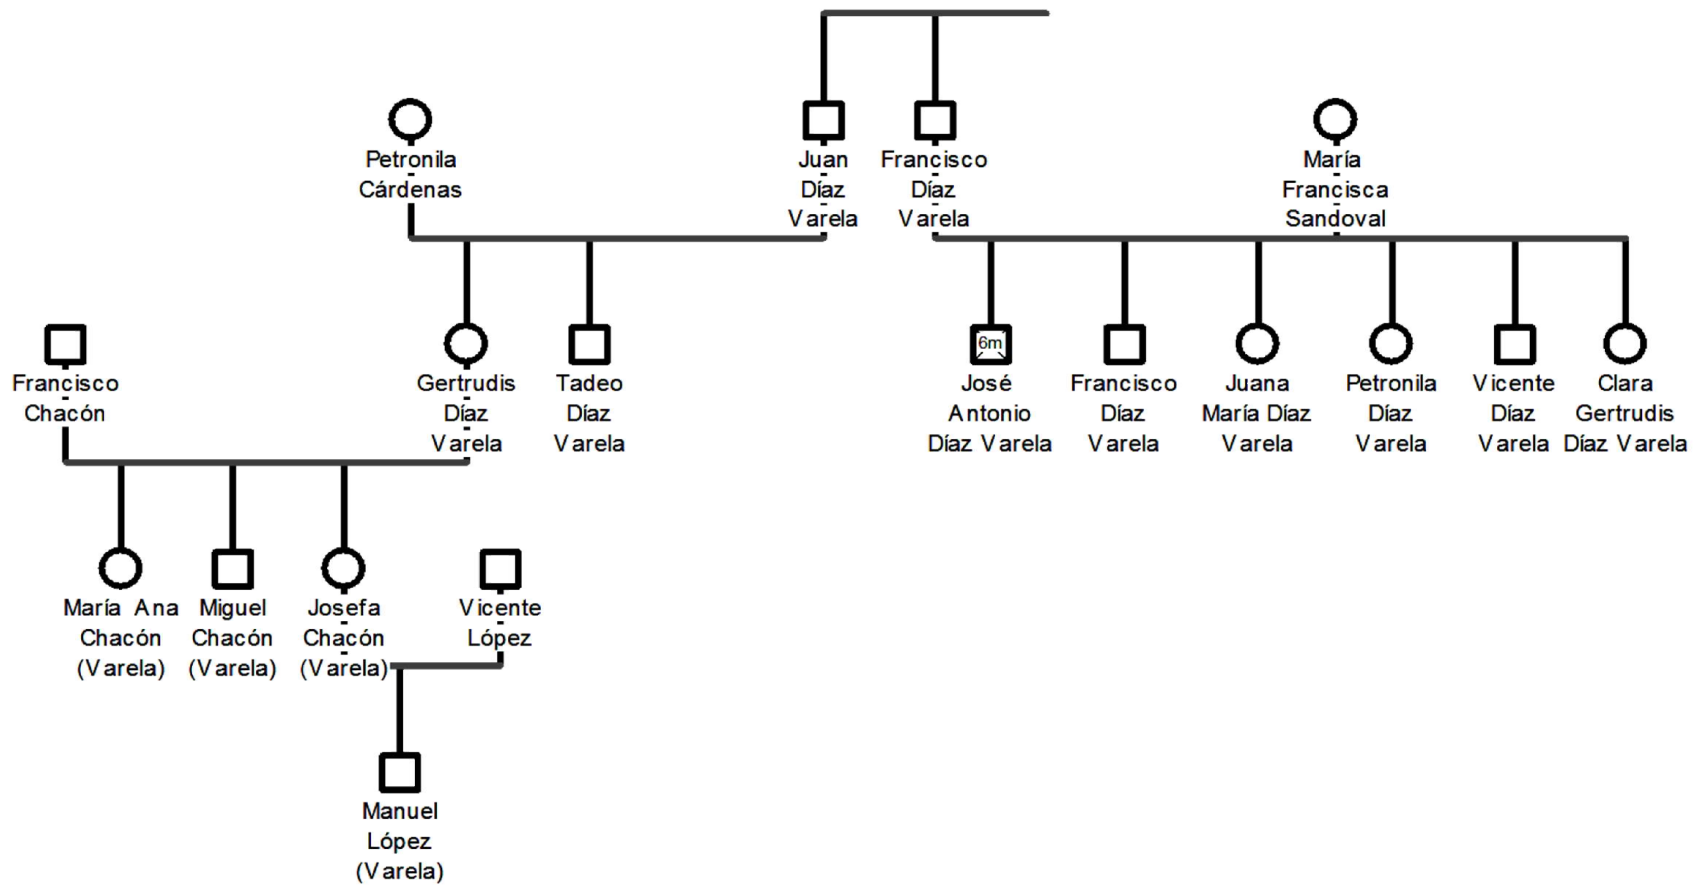 Petronila
Cárdenas
Juan
Díaz
Varela
Francisco
Díaz
Varela
María
Francisca
Sandoval
Francisco
Chacón
Gertrudis
Díaz
Varela
Tadeo
Díaz
Varela
6m
José
Antonio
Díaz Varela
Francisco
Díaz
Varela
Juana
María Díaz
Varela
Petronila
Díaz
Varela
Vicente
Díaz
Varela
Clara
Gertrudis
Díaz Varela
María Ana
Chacón
(Varela)
Miguel
Chacón
(Varela)
Josefa
Chacón
(Varela)
Vicente
López
Manuel
López
(Varela)